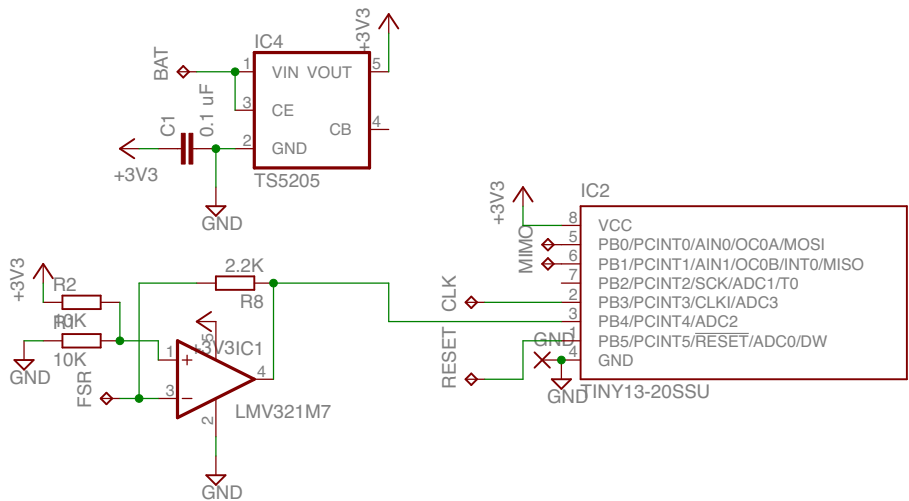 IC4
+3V3
BAT
1
VIN
VOUT
5
3
CE
CB
4
2
GND
C1
0.1 uF
+3V3
TS5205
GND
IC2
+3V3
8
VCC
MIMO
5
PB0/PCINT0/AIN0/OC0A/MOSI
6
PB1/PCINT1/AIN1/OC0B/INT0/MISO
7
PB2/PCINT2/SCK/ADC1/T0
CLK
2
PB3/PCINT3/CLKI/ADC3
3
PB4/PCINT4/ADC2
RESET
1
PB5/PCINT5/RESET/ADC0/DW
GND
4
GND
GND
TINY13-20SSU
+3V3
R2
10K
R1
10K
GND
2.2K
R8
+3V3
5
IC1
1
+
3
-
4
2
FSR
LMV321M7
GND